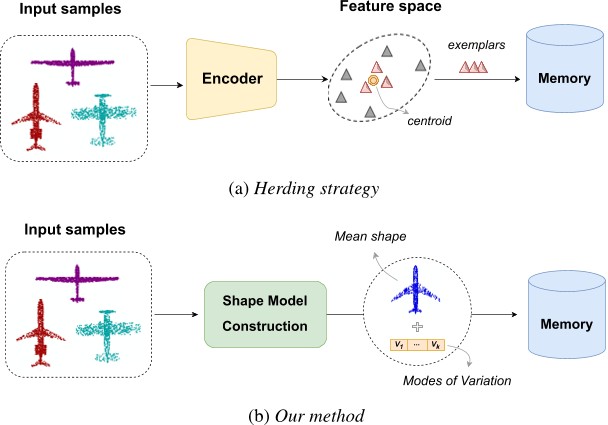 Input samples
Feature space
Encoder
exemplars
Memory
centroid
(a) Herding strategy
Input samples
Mean shape
Shape Model
Construction
V1 ... Vk
Memory
Modes of Variation
(b) Our method